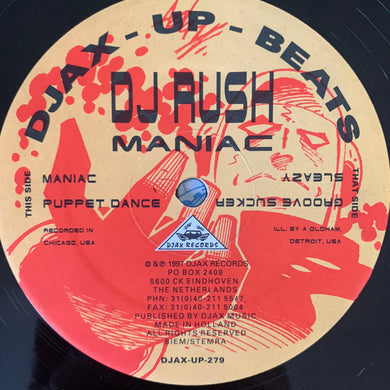 DJAX - UP - BEATS
DJ RUSH
MANIAC
THIS SIDE
MANIAC
PUPPET DANCE
THAT SIDE
SLEAZY
GROOVE SUCKER
RECORDED IN
CHICAGO, USA
ILL. BY A OLDHAM,
DETROIT, USA
DJAX RECORDS
© & ℗ 1997 DJAX RECORDS
PO BOX 2408
5600 CK EINDHOVEN
THE NETHERLANDS
PHN: 31(0)40-211 5547
FAX: 31(0)40-211 5004
PUBLISHED BY DJAX MUSIC
MADE IN HOLLAND
ALL RIGHTS RESERVED
BIEM/STEMRA
DJAX-UP-279